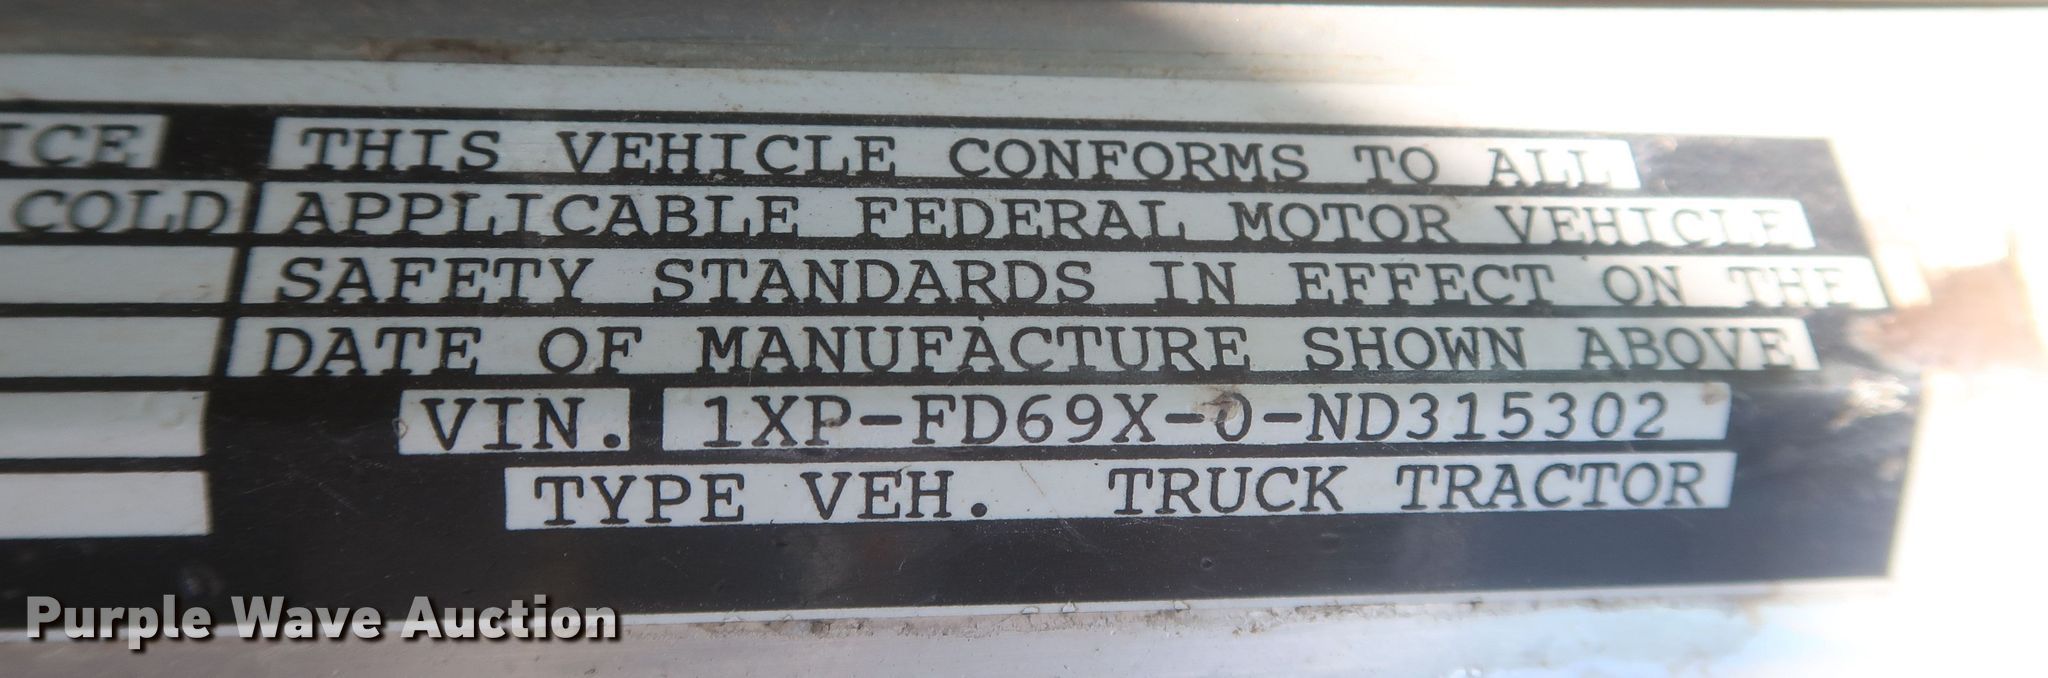 ICE THIS VEHICLE CONFORMS TO ALL
COLD APPLICABLE FEDERAL MOTOR VEHICLE
SAFETY STANDARDS IN EFFECT ON THE
DATE OF MANUFACTURE SHOWN ABOVE
VIN. 1XP-FD69X-0-ND315302
TYPE VEH. TRUCK TRACTOR
Purple Wave Auction